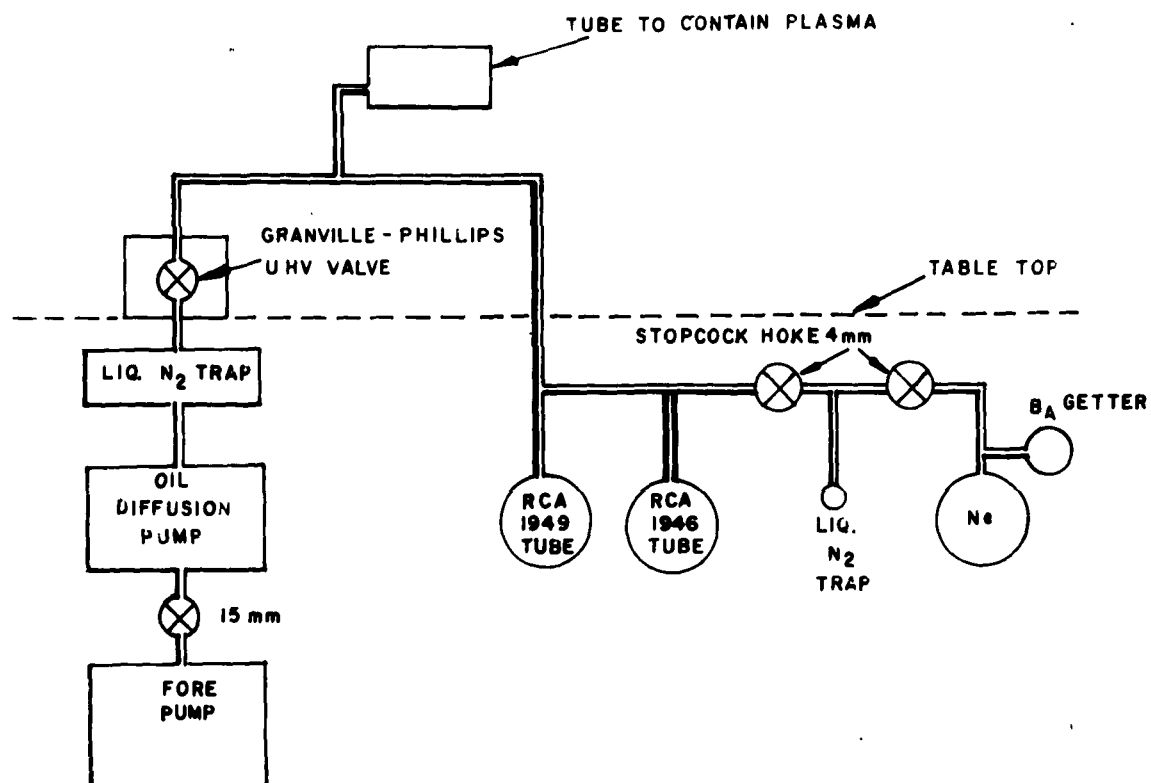 TUBE TO CONTAIN PLASMA
GRANVILLE - PHILLIPS
UHV VALVE
TABLE TOP
STOPCOCK HOKE 4mm
LIQ. N2 TRAP
BA GETTER
OIL
DIFFUSION
PUMP
RCA
1949
TUBE
RCA
1946
TUBE
LIQ.
N2
TRAP
Ne
15 mm
FORE
PUMP